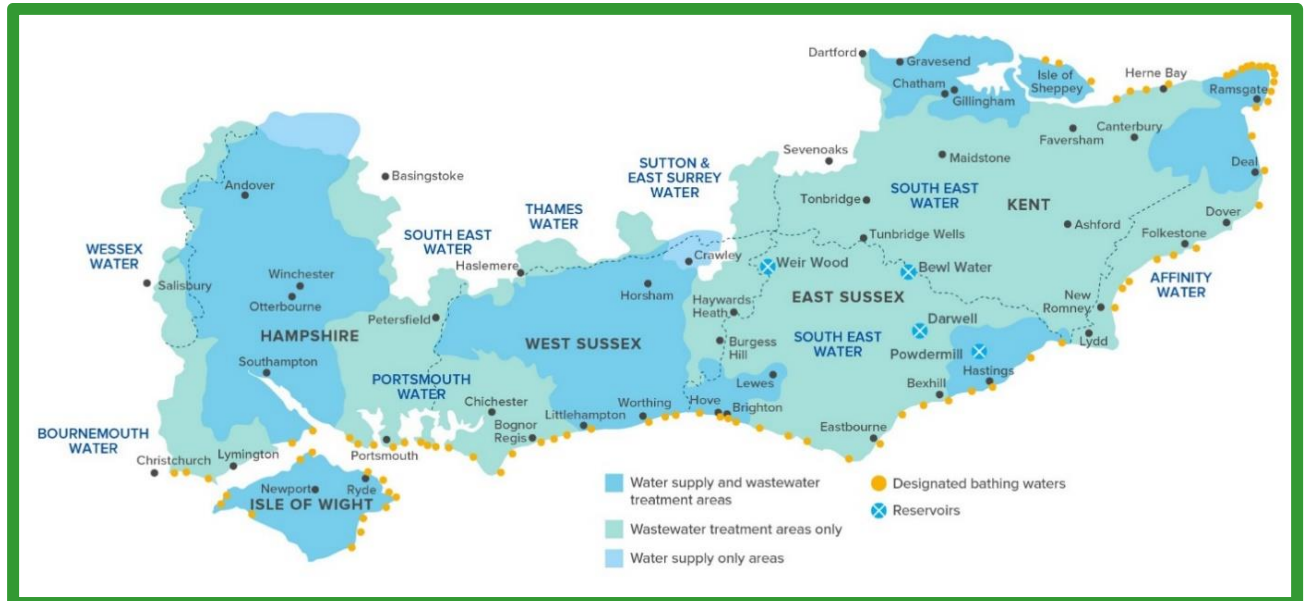 Dartford
Gravesend
Chatham
Gillingham
Isle of
Sheppey
Herne Bay
Ramsgate
Faversham
Canterbury
Sevenoaks
Maidstone
Deal
SUTTON &
EAST SURREY
WATER
Andover
Basingstoke
Tonbridge
SOUTH EAST
WATER
KENT
THAMES
WATER
Ashford
Dover
Folkestone
Tunbridge Wells
WESSEX
WATER
SOUTH EAST
WATER
Haslemere
Crawley
Weir Wood
Bewl Water
AFFINITY
WATER
Salisbury
Winchester
Otterbourne
Horsham
Haywards
Heath
EAST SUSSEX
New
Romney
Lydd
Petersfield
HAMPSHIRE
WEST SUSSEX
Burgess
Hill
SOUTH EAST
WATER
Darwell
Powdermill
Southampton
PORTSMOUTH
WATER
Lewes
Hastings
Bexhill
Chichester
Littlehampton
Worthing
Hove
Brighton
Bognor
Regis
Eastbourne
BOURNEMOUTH
WATER
Christchurch
Lymington
Portsmouth
Newport
Ryde
ISLE OF WIGHT
Water supply and wastewater
treatment areas
Wastewater treatment areas only
Water supply only areas
Designated bathing waters
Reservoirs